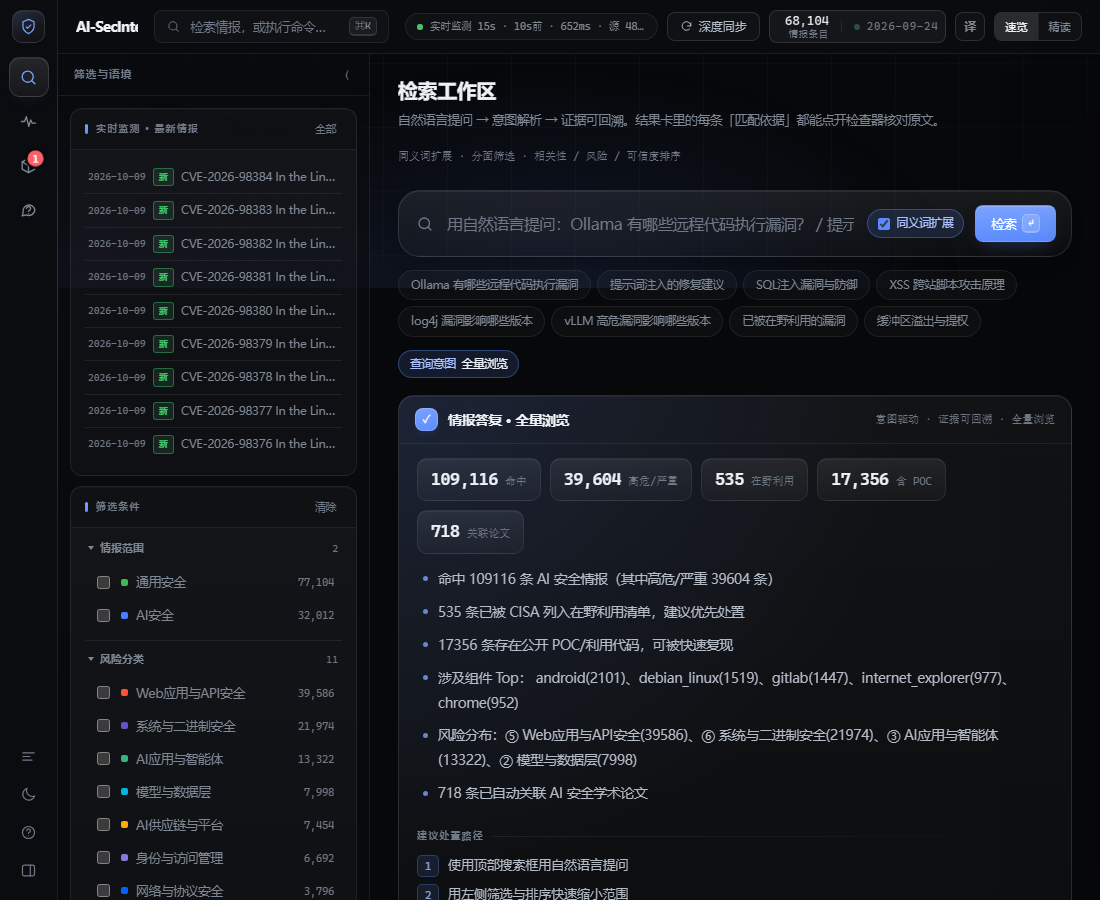 AI-SecInte
检索情报，或执行命令… ⌘K
实时监测 15s · 10s前 · 652ms · 源 48…
深度同步
68,104
情报条目
2026-09-24
译
速览 精读
1
筛选与语境
实时监测 • 最新情报 全部
2026-10-09 新 CVE-2026-98384 In the Lin...
2026-10-09 新 CVE-2026-98383 In the Lin...
2026-10-09 新 CVE-2026-98382 In the Lin...
2026-10-09 新 CVE-2026-98381 In the Lin...
2026-10-09 新 CVE-2026-98380 In the Lin...
2026-10-09 新 CVE-2026-98379 In the Lin...
2026-10-09 新 CVE-2026-98378 In the Lin...
2026-10-09 新 CVE-2026-98377 In the Lin...
2026-10-09 新 CVE-2026-98376 In the Lin...
筛选条件 清除
情报范围 2
通用安全 77,104
AI安全 32,012
风险分类 11
Web应用与API安全 39,586
系统与二进制安全 21,974
AI应用与智能体 13,322
模型与数据层 7,998
AI供应链与平台 7,454
身份与访问管理 6,692
网络与协议安全 3,796
检索工作区
自然语言提问 → 意图解析 → 证据可回溯。结果卡里的每条「匹配依据」都能点开检查器核对原文。
同义词扩展 · 分面筛选 · 相关性 / 风险 / 可信度排序
用自然语言提问：Ollama 有哪些远程代码执行漏洞？ / 提示
同义词扩展
检索
Ollama 有哪些远程代码执行漏洞 提示词注入的修复建议 SQL注入漏洞与防御 XSS 跨站脚本攻击原理
log4j 漏洞影响哪些版本 vLLM 高危漏洞影响哪些版本 已被在野利用的漏洞 缓冲区溢出与提权
查询意图 全量浏览
情报答复 • 全量浏览
意图驱动 · 证据可回溯 · 全量浏览
109,116 命中 39,604 高危/严重 535 在野利用 17,356 含 POC
718 关联论文
命中 109116 条 AI 安全情报（其中高危/严重 39604 条）
535 条已被 CISA 列入在野利用清单，建议优先处置
17356 条存在公开 POC/利用代码，可被快速复现
涉及组件 Top： android(2101)、debian_linux(1519)、gitlab(1447)、internet_explorer(977)、
chrome(952)
风险分布：⑤ Web应用与API安全(39586)、⑥ 系统与二进制安全(21974)、③ AI应用与智能体
(13322)、② 模型与数据层(7998)
718 条已自动关联 AI 安全学术论文
建议处置路径
1 使用顶部搜索框用自然语言提问
2 用左侧筛选与排序快速缩小范围